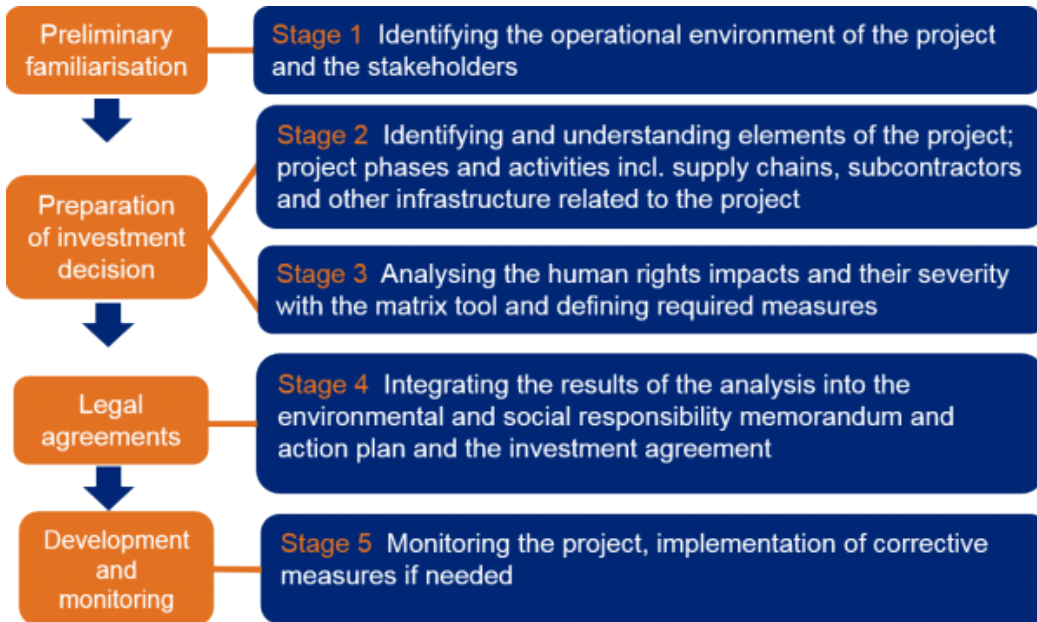 Preliminary
familiarisation
Stage 1 Identifying the operational environment of the project
and the stakeholders
Preparation
of investment
decision
Stage 2 Identifying and understanding elements of the project;
project phases and activities incl. supply chains, subcontractors
and other infrastructure related to the project
Stage 3 Analysing the human rights impacts and their severity
with the matrix tool and defining required measures
Legal
agreements
Stage 4 Integrating the results of the analysis into the
environmental and social responsibility memorandum and
action plan and the investment agreement
Development
and
monitoring
Stage 5 Monitoring the project, implementation of corrective
measures if needed